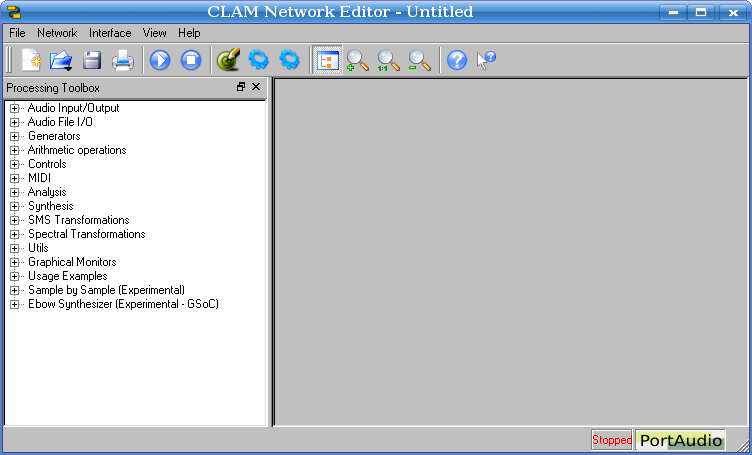 CLAM Network Editor - Untitled
File Network Interface View Help
1:1
Processing Toolbox
Audio Input/Output
Audio File I/O
Generators
Arithmetic operations
Controls
MIDI
Analysis
Synthesis
SMS Transformations
Spectral Transformations
Utils
Graphical Monitors
Usage Examples
Sample by Sample (Experimental)
Ebow Synthesizer (Experimental - GSoC)
Stopped PortAudio